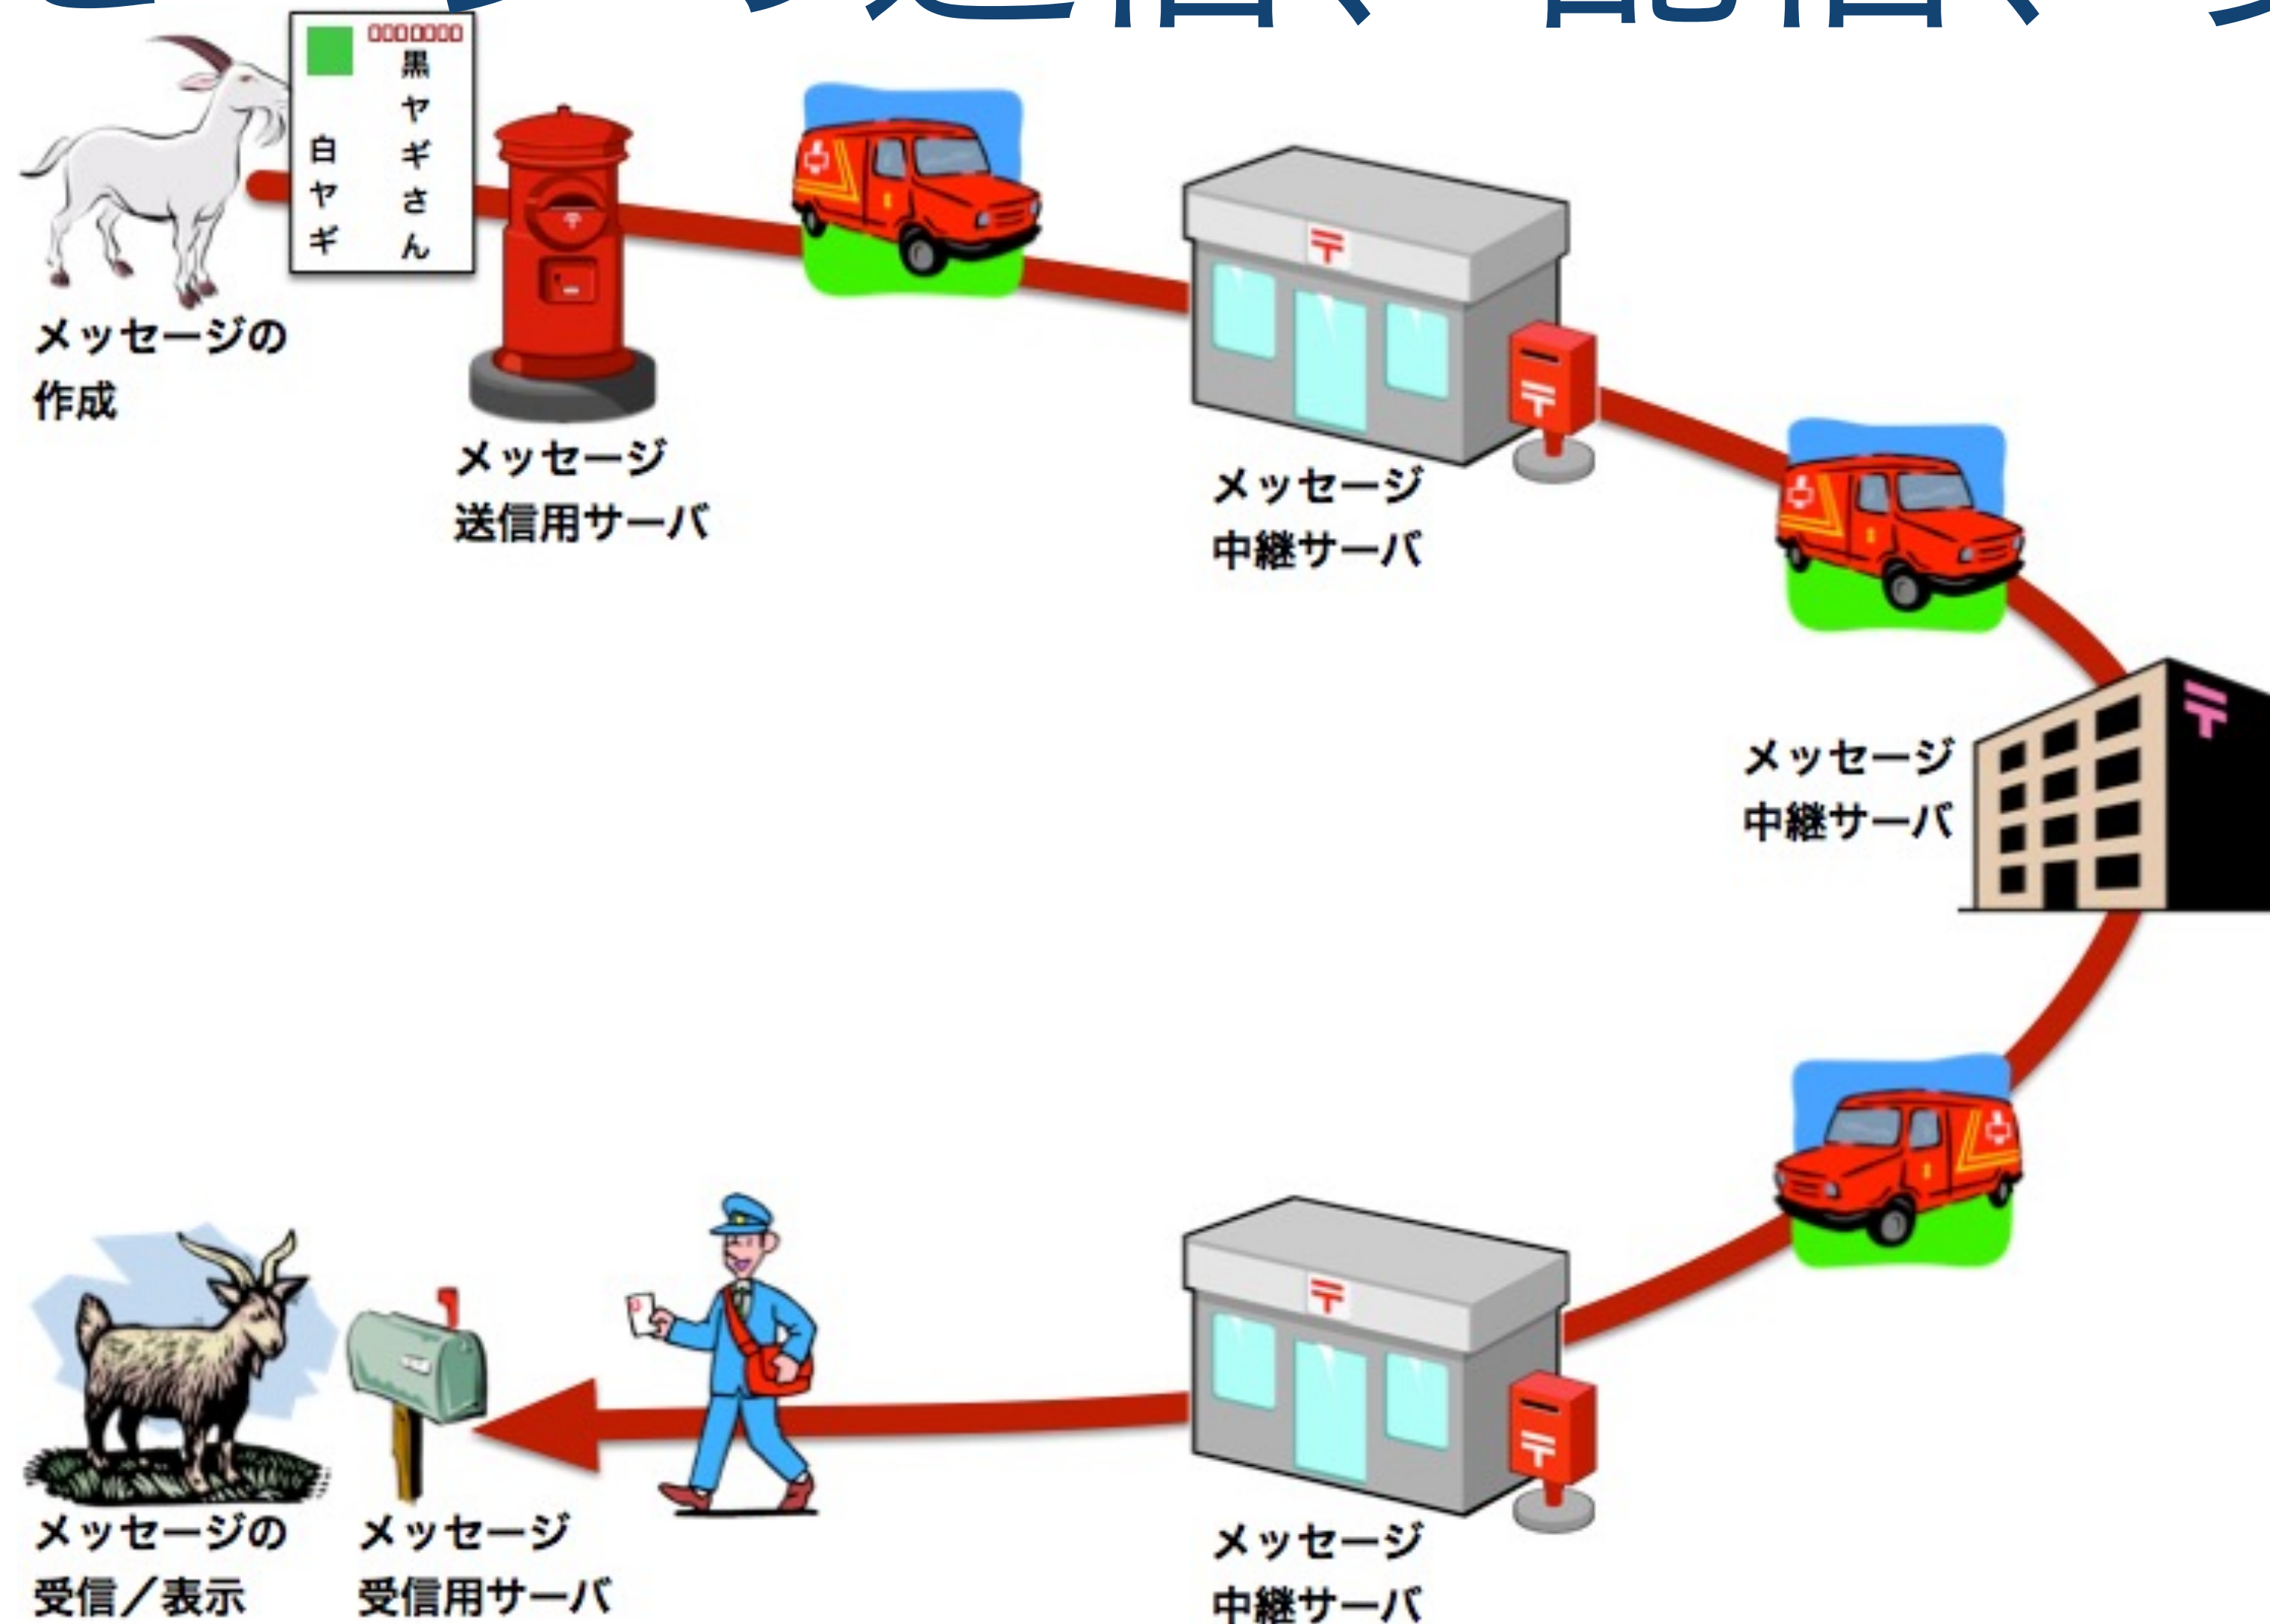 送信、配信、
黒ヤギさん
白ヤギ
メッセージの
作成
メッセージ
送信用サーバ
メッセージ
中継サーバ
メッセージ
中継サーバ
メッセージの
受信／表示
メッセージ
受信用サーバ
メッセージ
中継サーバ